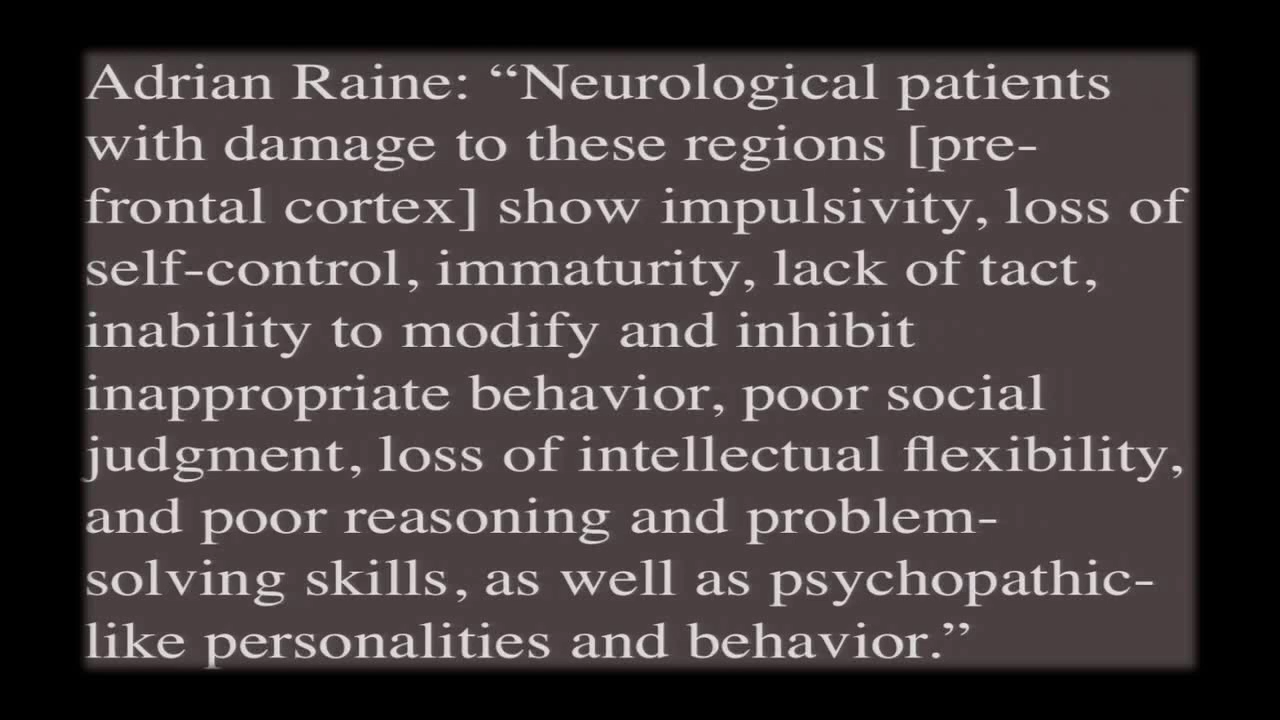 Adrian Raine: “Neurological patients
with damage to these regions [pre-
frontal cortex] show impulsivity, loss of
self-control, immaturity, lack of tact,
inability to modify and inhibit
inappropriate behavior, poor social
judgment, loss of intellectual flexibility,
and poor reasoning and problem-
solving skills, as well as psychopathic-
like personalities and behavior.”